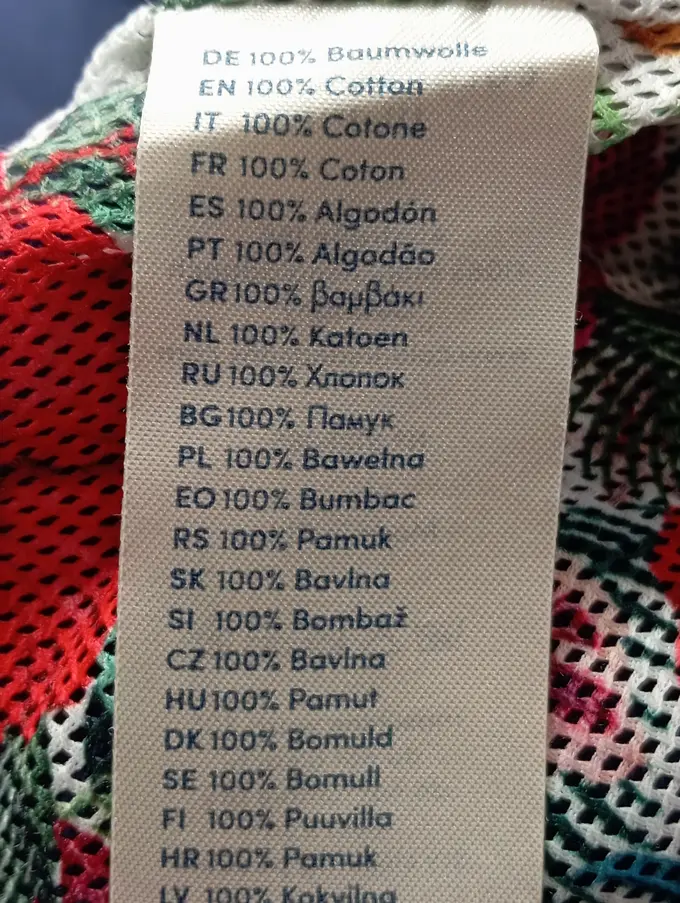 DE 100% Baumwolle
EN 100% Cotton
IT 100% Cotone
FR 100% Coton
ES 100% Algodón
PT 100% Algodão
GR 100% βαμβάκι
NL 100% Katoen
RU 100% Хлопок
BG 100% Памук
PL 100% Bawełna
EO 100% Bumbac
RS 100% Pamuk
SK 100% Bavlna
SI 100% Bombaž
CZ 100% Bavlna
HU 100% Pamut
DK 100% Bomuld
SE 100% Bomull
FI 100% Puuvilla
HR 100% Pamuk
LV 100% Kokvilna